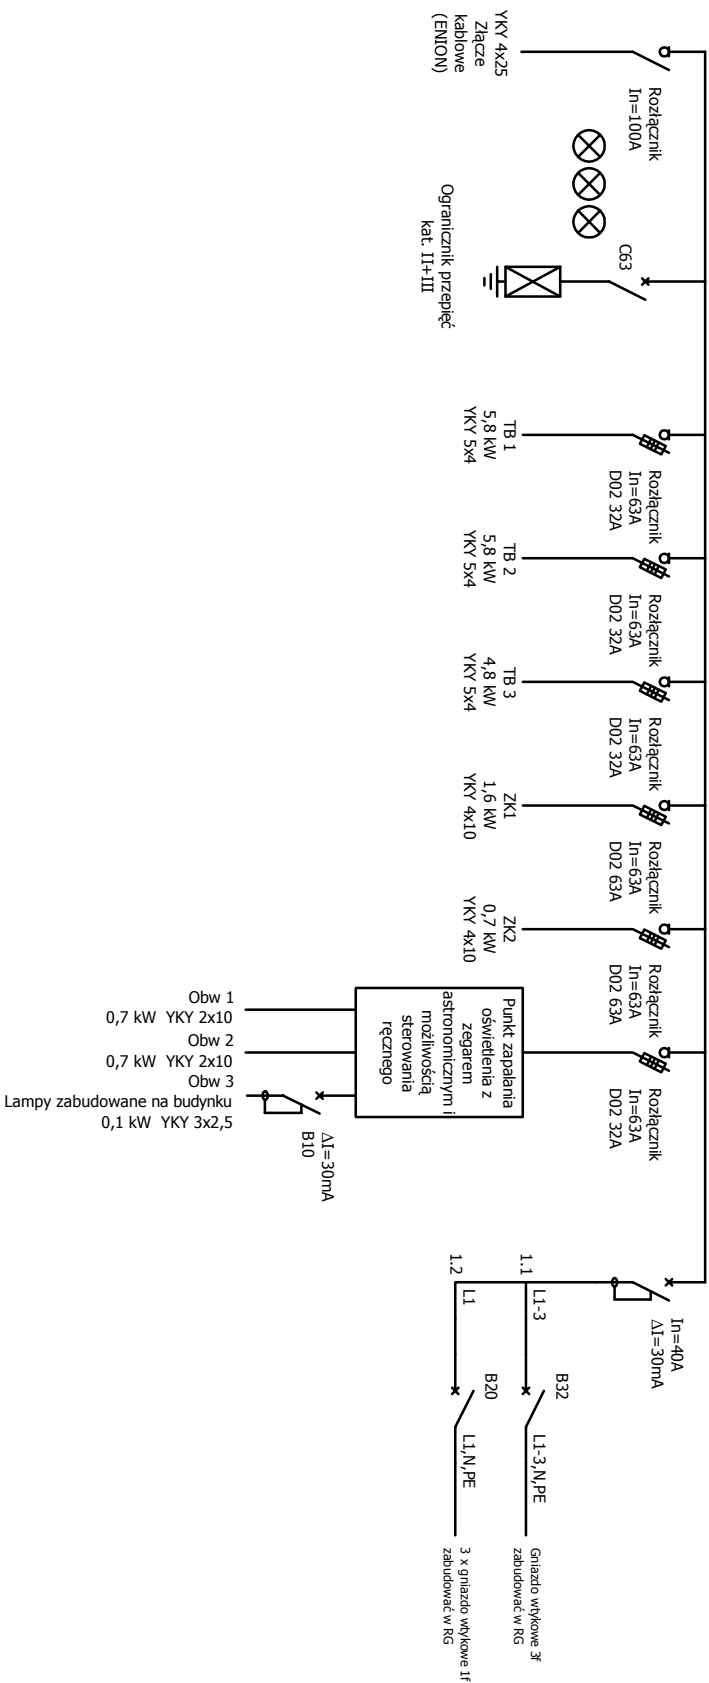 YKY 4x25
Złącze
kablowe
(ENION)
Rozłącznik
In=100A
C63
Ogranicznik przepięć
kat. II+III
Rozłącznik
In=63A
D02 32A
TB 1
5,8 kW
YKY 5x4
Rozłącznik
In=63A
D02 32A
TB 2
5,8 kW
YKY 5x4
Rozłącznik
In=63A
D02 32A
TB 3
4,8 kW
YKY 5x4
Rozłącznik
In=63A
D02 63A
ZK1
1,6 kW
YKY 4x10
Rozłącznik
In=63A
D02 63A
ZK2
0,7 kW
YKY 4x10
Rozłącznik
In=63A
D02 32A
Punkt zapalania
oświetlenia z
zegarem
astronomicznym i
możliwością
sterowania
ręcznego
Obw 1
0,7 kW YKY 2x10
Obw 2
0,7 kW YKY 2x10
Obw 3
Lampy zabudowane na budynku
0,1 kW YKY 3x2,5
ΔI=30mA
B10
In=40A
ΔI=30mA
1.1
L1-3
B32
L1-3,N,PE
Gniazdo wtykowe 3f
zabudować w RG
1.2
L1
B20
L1,N,PE
3 x gniazdo wtykowe 1f
zabudować w RG